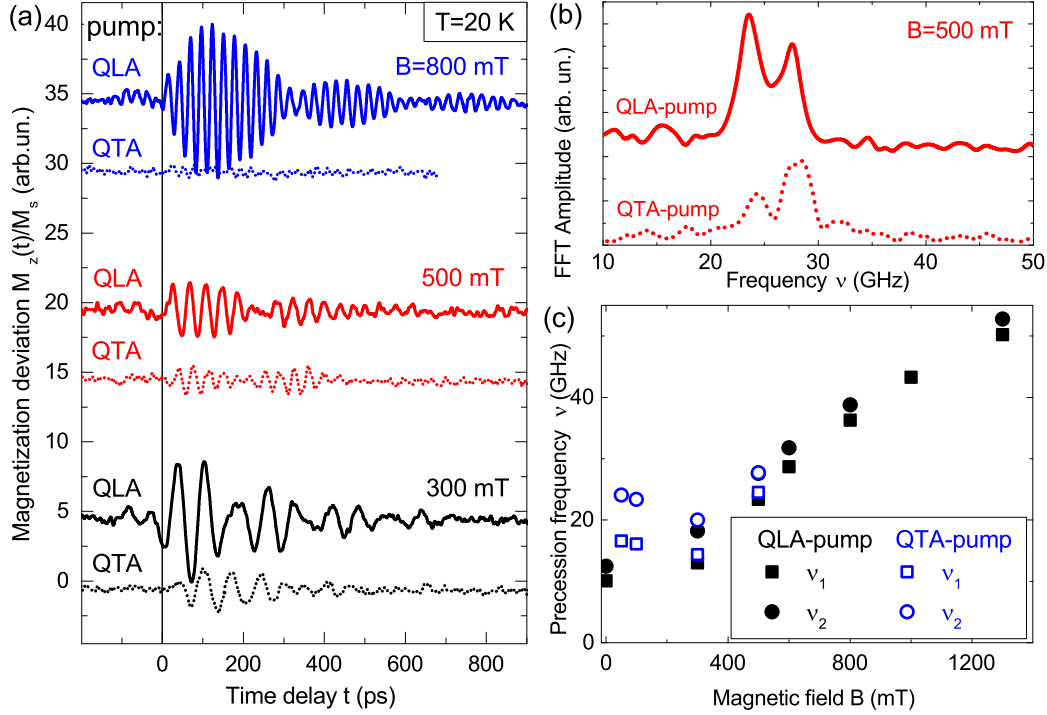 (a)
pump:
T=20 K
QLA
B=800 mT
QTA
QLA
500 mT
QTA
QLA
300 mT
QTA
40
35
30
25
20
15
10
5
0
Magnetization deviation M_z(t)/M_s (arb.un.)
0
200
400
600
800
Time delay t (ps)
(b)
B=500 mT
QLA-pump
QTA-pump
FFT Amplitude (arb. un.)
10
20
30
40
50
Frequency ν (GHz)
(c)
40
20
0
Precession frequency ν (GHz)
QLA-pump QTA-pump
ν₁ ν₁
ν₂ ν₂
0
400
800
1200
Magnetic field B (mT)